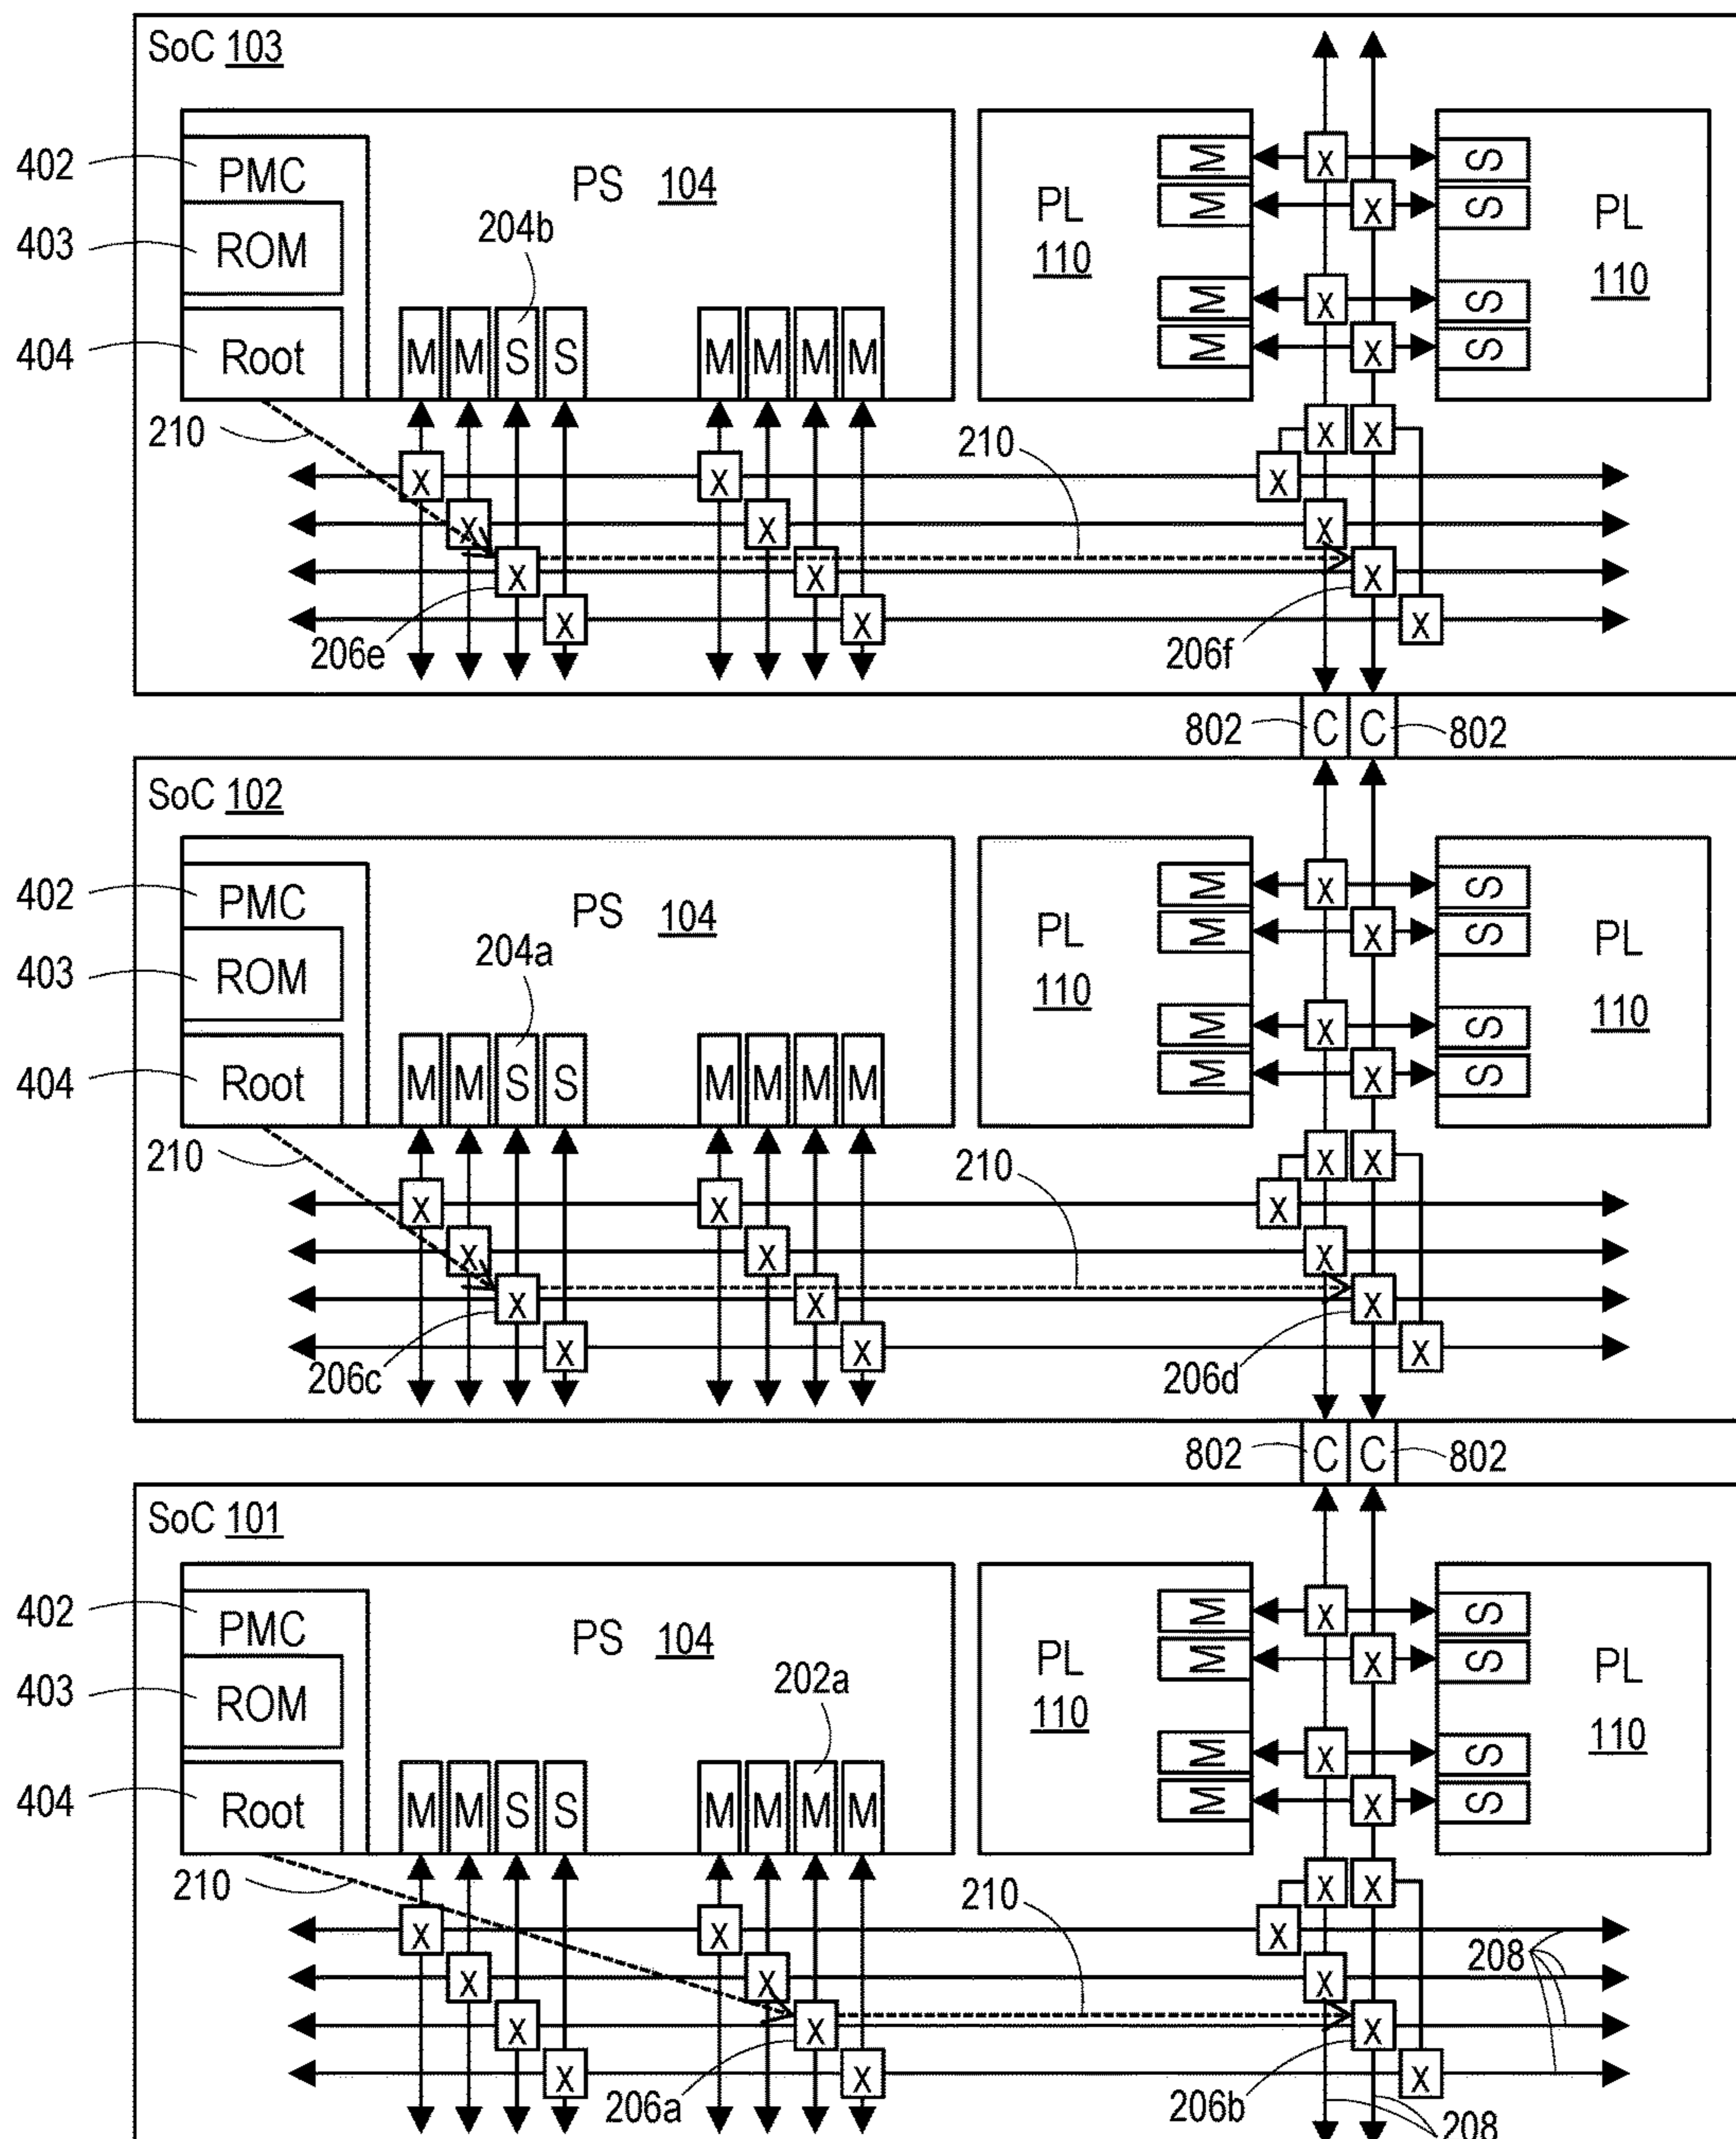 SoC 103
402
PMC
PS 104
M
X
S
403
ROM
204b
M
X
S
PL
110
PL
110
M
X
S
404
Root
M M S S
M M M M
M
X
S
210
210
X X
X X X
X X X
X X X
X X X
206e
206f
802 C C 802
SoC 102
402
PMC
PS 104
M
X
S
403
ROM
204a
M
X
S
PL
110
PL
110
M
X
S
404
Root
M M S S
M M M M
M
X
S
210
210
X X
X X X
X X X
X X X
X X X
206c
206d
802 C C 802
SoC 101
402
PMC
PS 104
M
X
S
403
ROM
202a
M
X
S
PL
110
PL
110
M
X
S
404
Root
M M S S
M M M M
M
X
S
210
210
X X
X X X
208
X X X
X X X
X X X
206a
206b
208